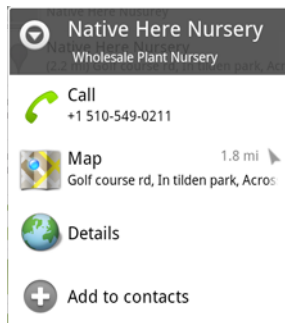 Native Here Nursery
Wholesale Plant Nursery
Call
+1 510-549-0211
Map
1.8 mi
Golf course rd, In tilden park, Acros
Details
Add to contacts